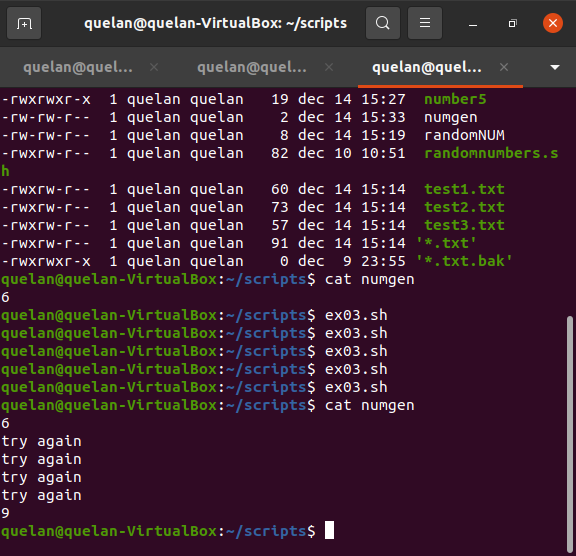 quelan@quelan-VirtualBox: ~/scripts
quelan@quel... quelan@quel... quelan@quel...
-rwxrwxr-x 1 quelan quelan 19 dec 14 15:27 number5
-rw-rw-r-- 1 quelan quelan 2 dec 14 15:33 numgen
-rw-rw-r-- 1 quelan quelan 8 dec 14 15:19 randomNUM
-rwxrw-r-- 1 quelan quelan 82 dec 10 10:51 randomnumbers.s
h
-rwxrw-r-- 1 quelan quelan 60 dec 14 15:14 test1.txt
-rwxrw-r-- 1 quelan quelan 73 dec 14 15:14 test2.txt
-rwxrw-r-- 1 quelan quelan 57 dec 14 15:14 test3.txt
-rwxrw-r-- 1 quelan quelan 91 dec 14 15:14 '*.txt'
-rwxrwxr-x 1 quelan quelan 0 dec 9 23:55 '*.txt.bak'
quelan@quelan-VirtualBox:~/scripts$ cat numgen
6
quelan@quelan-VirtualBox:~/scripts$ ex03.sh
quelan@quelan-VirtualBox:~/scripts$ ex03.sh
quelan@quelan-VirtualBox:~/scripts$ ex03.sh
quelan@quelan-VirtualBox:~/scripts$ ex03.sh
quelan@quelan-VirtualBox:~/scripts$ ex03.sh
quelan@quelan-VirtualBox:~/scripts$ cat numgen
6
try again
try again
try again
try again
9
quelan@quelan-VirtualBox:~/scripts$